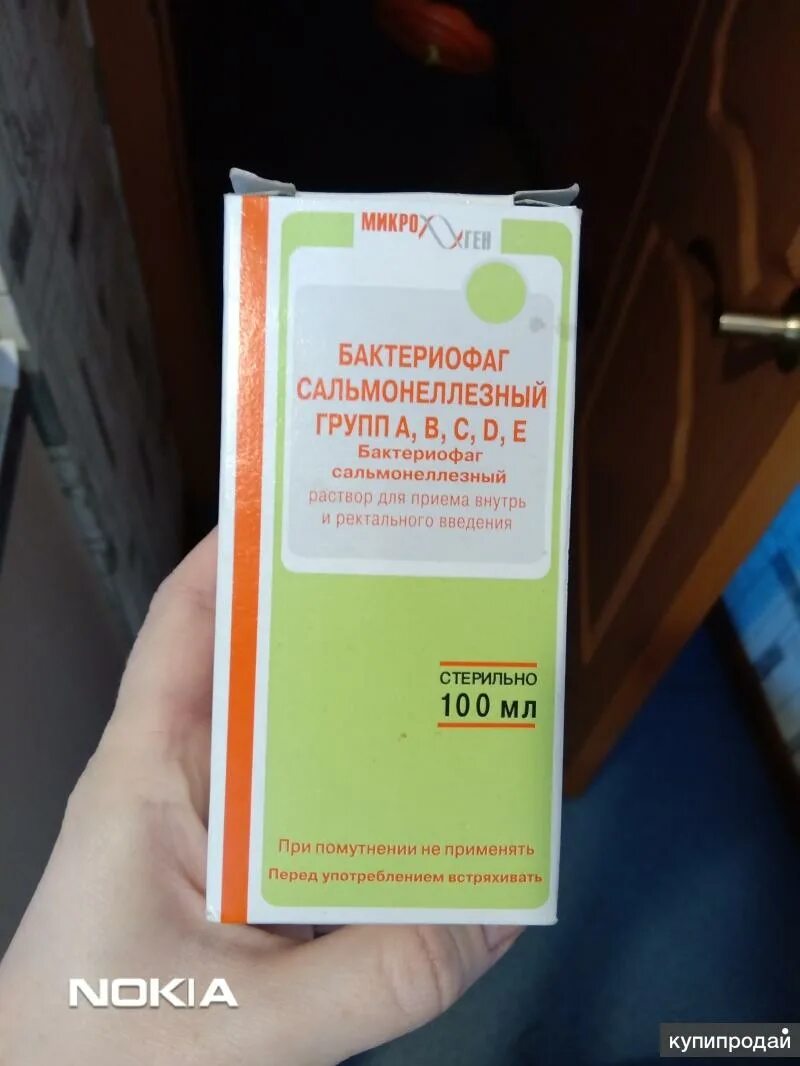 МИКРОГЕН
БАКТЕРИОФАГ
САЛЬМОНЕЛЛЕЗНЫЙ
ГРУПП А, В, С, D, Е
Бактериофаг
сальмонеллезный
раствор для приема внутрь
и ректального введения
СТЕРИЛЬНО
100 мл
При помутнении не применять
Перед употреблением встряхивать
NOKIA
купипродай